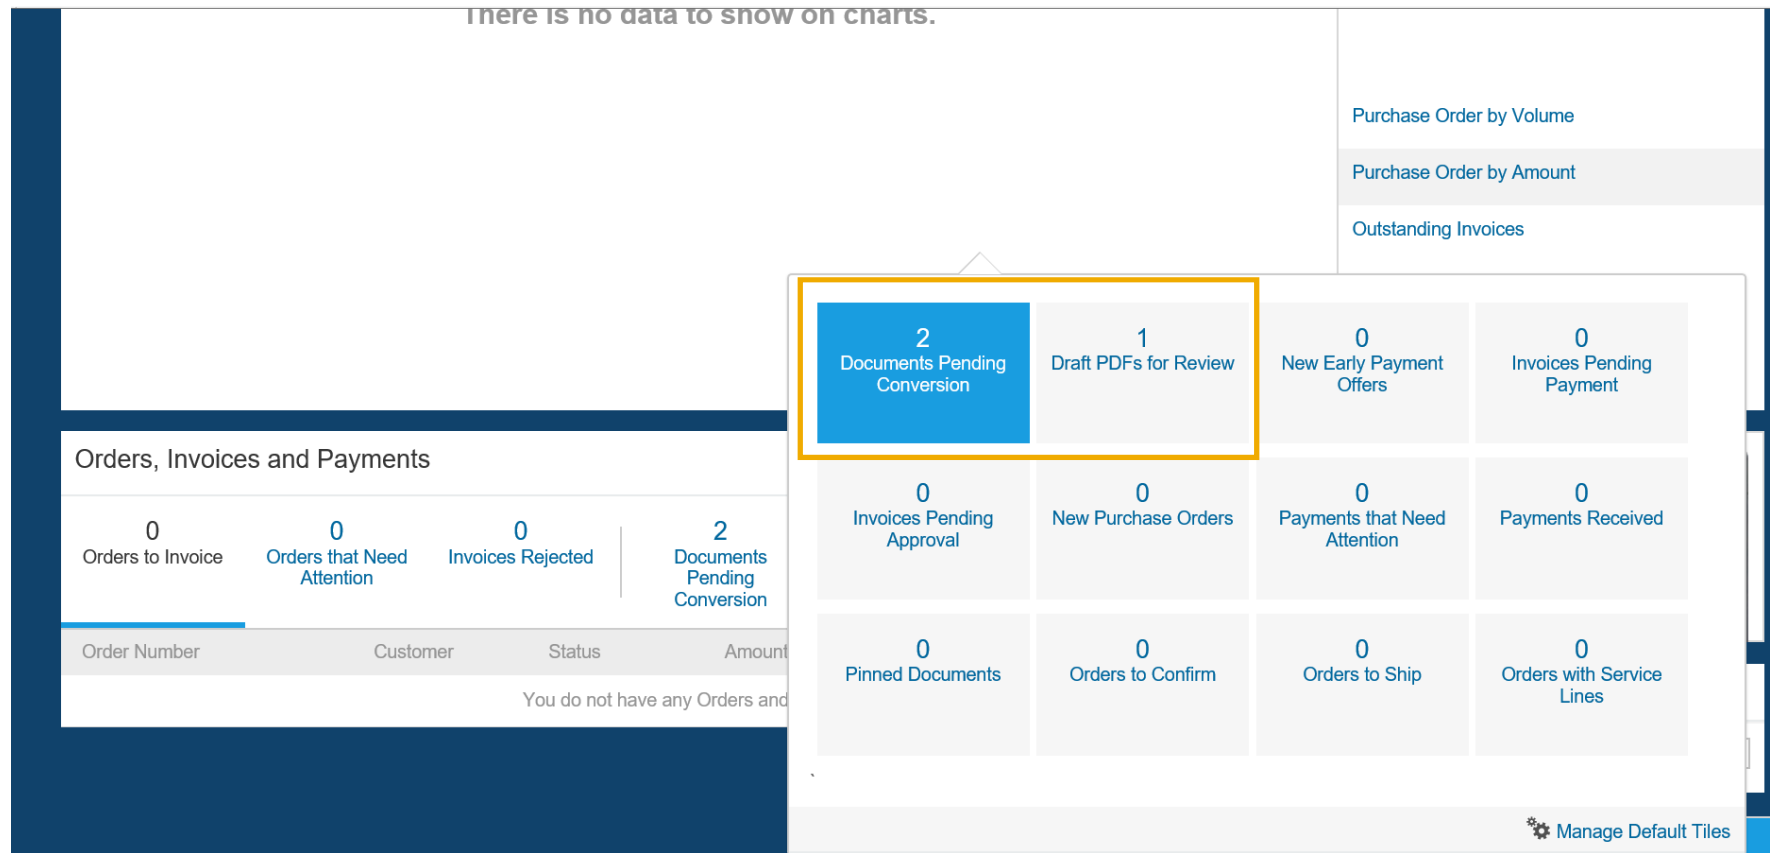 There is no data to show on charts.
Purchase Order by Volume
Purchase Order by Amount
Outstanding Invoices
2
Documents Pending
Conversion
1
Draft PDFs for Review
0
New Early Payment
Offers
0
Invoices Pending
Payment
0
Invoices Pending
Approval
0
New Purchase Orders
0
Payments that Need
Attention
0
Payments Received
0
Pinned Documents
0
Orders to Confirm
0
Orders to Ship
0
Orders with Service
Lines
`
Manage Default Tiles
Orders, Invoices and Payments
0
Orders to Invoice
0
Orders that Need
Attention
0
Invoices Rejected
2
Documents
Pending
Conversion
Order Number Customer Status Amount
You do not have any Orders and